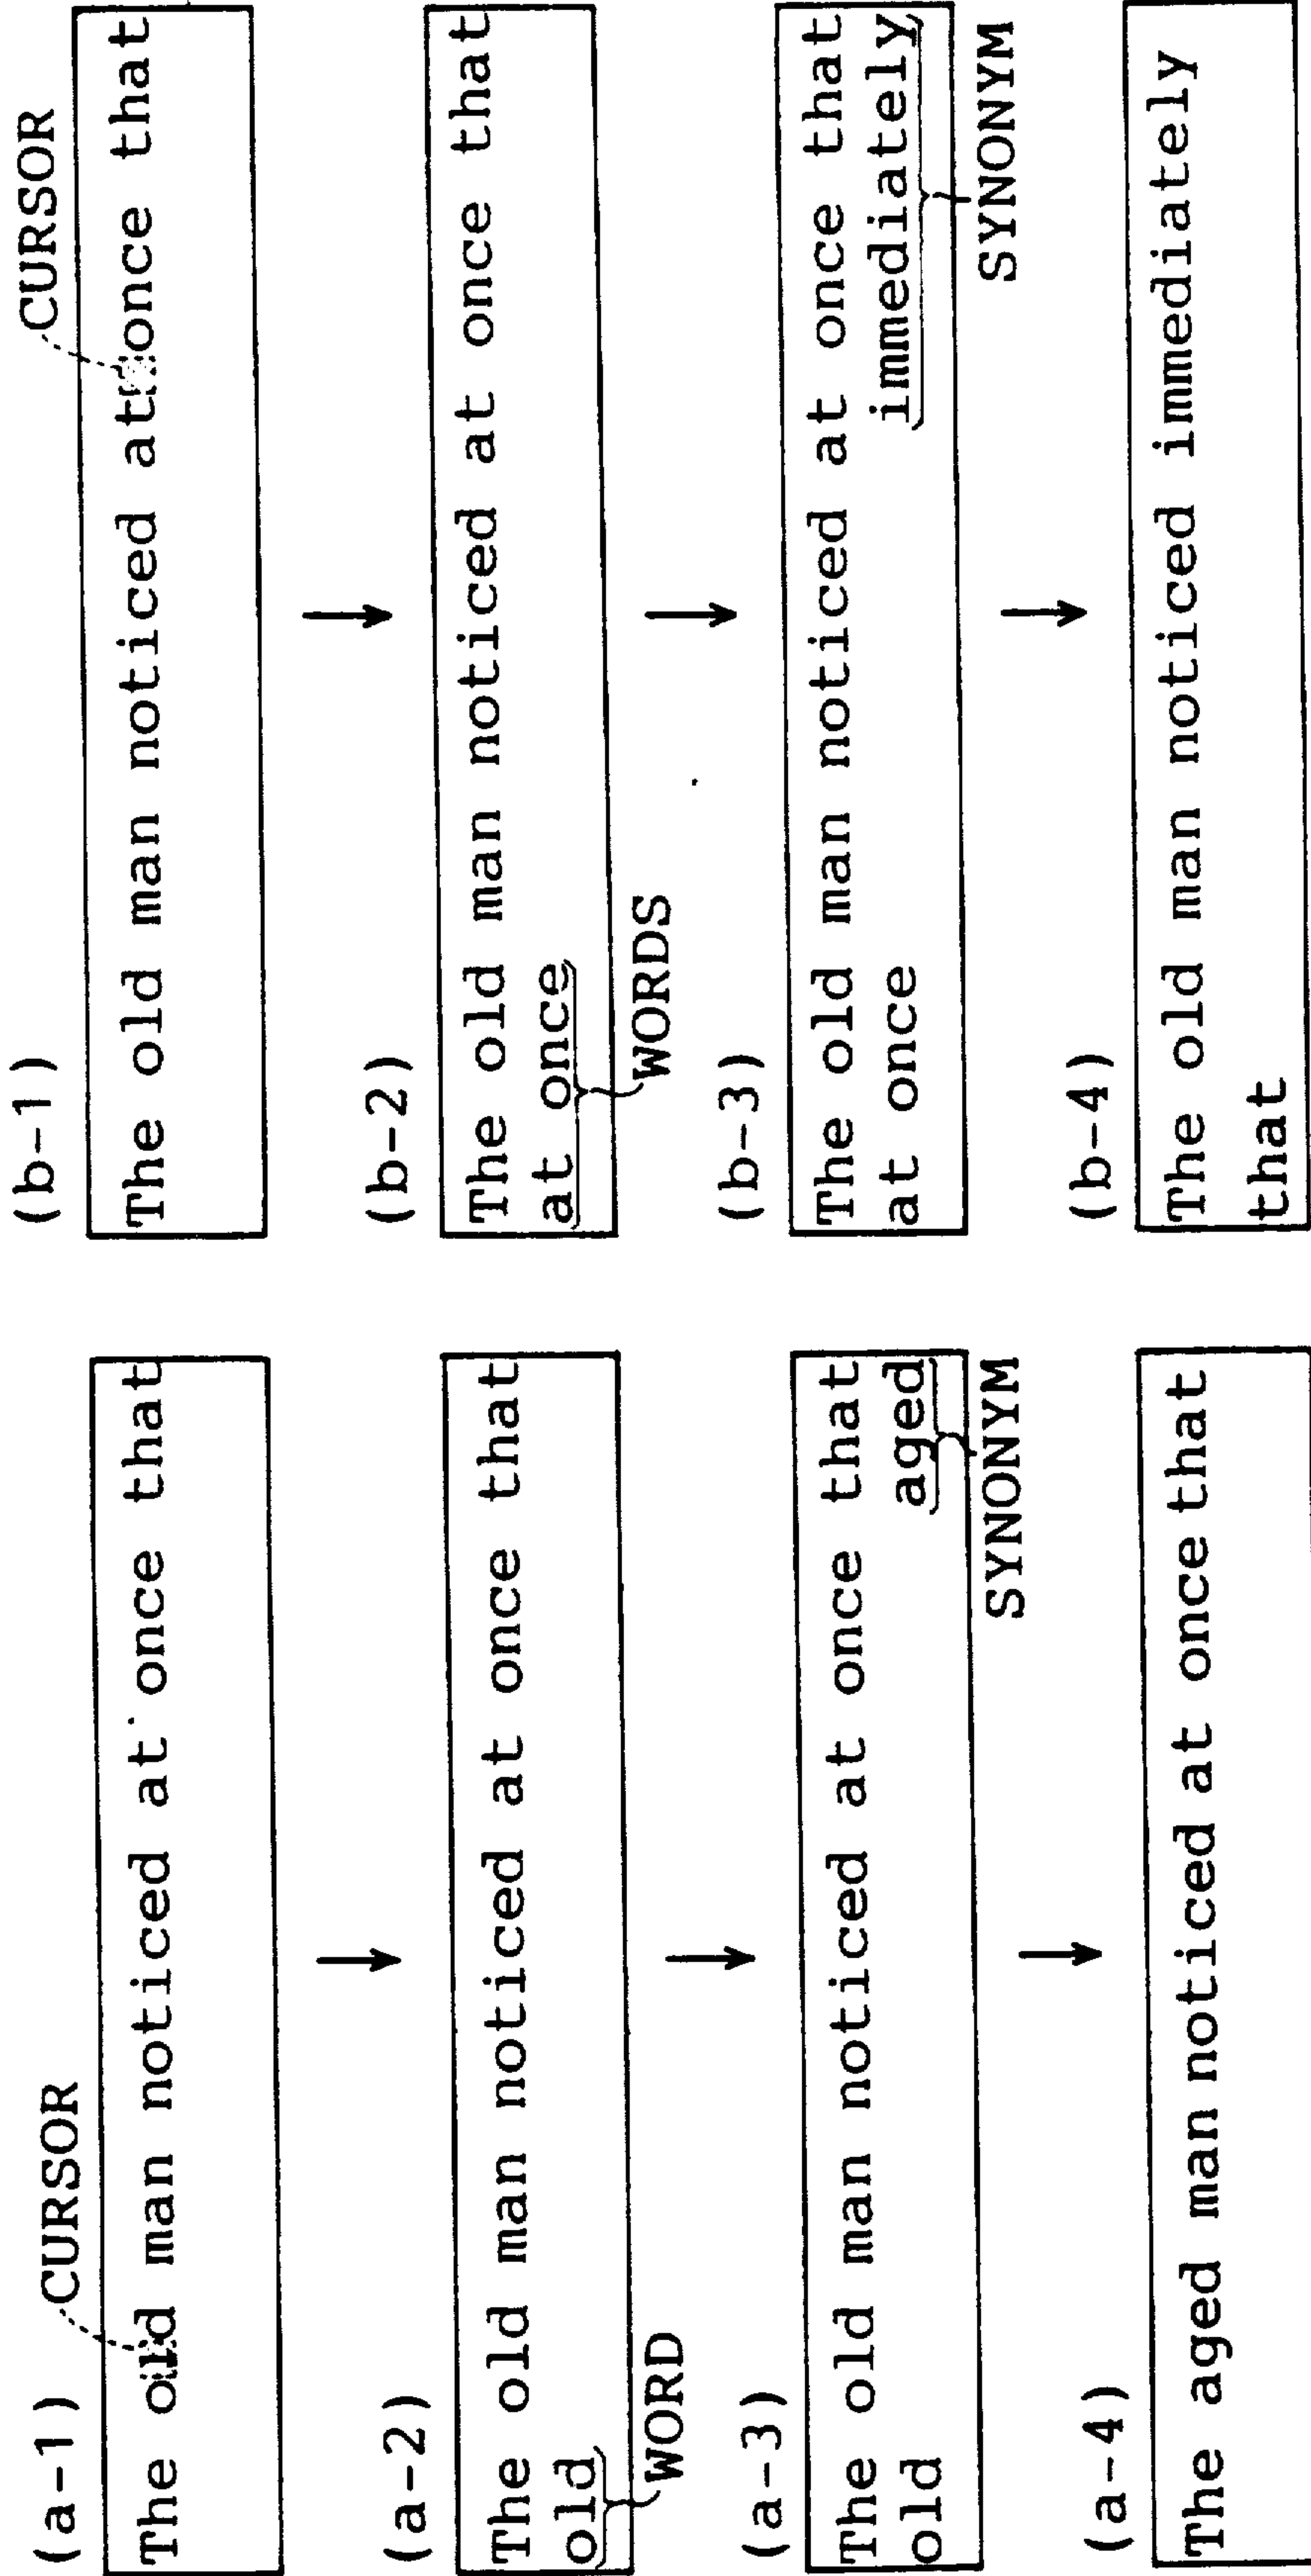 (a-1)
CURSOR
The old man noticed at once that
(a-2)
The old man noticed at once that
old
WORD
(a-3)
The old man noticed at once that
old aged
SYNONYM
(a-4)
The aged man noticed at once that
(b-1)
CURSOR
The old man noticed at once that
(b-2)
The old man noticed at once that
at once
WORDS
(b-3)
The old man noticed at once that
at once immediately
SYNONYM
(b-4)
The old man noticed immediately
that